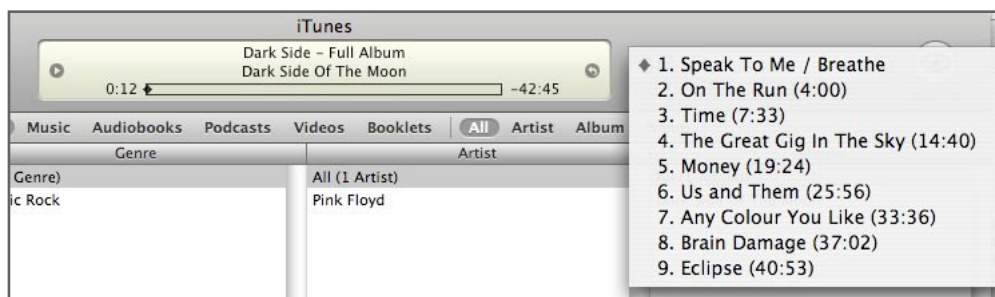 iTunes
Dark Side – Full Album
Dark Side Of The Moon
0:12
-42:45
Music Audiobooks Podcasts Videos Booklets All Artist Album
Genre Artist
Genre) All (1 Artist)
ic Rock Pink Floyd
1. Speak To Me / Breathe
2. On The Run (4:00)
3. Time (7:33)
4. The Great Gig In The Sky (14:40)
5. Money (19:24)
6. Us and Them (25:56)
7. Any Colour You Like (33:36)
8. Brain Damage (37:02)
9. Eclipse (40:53)